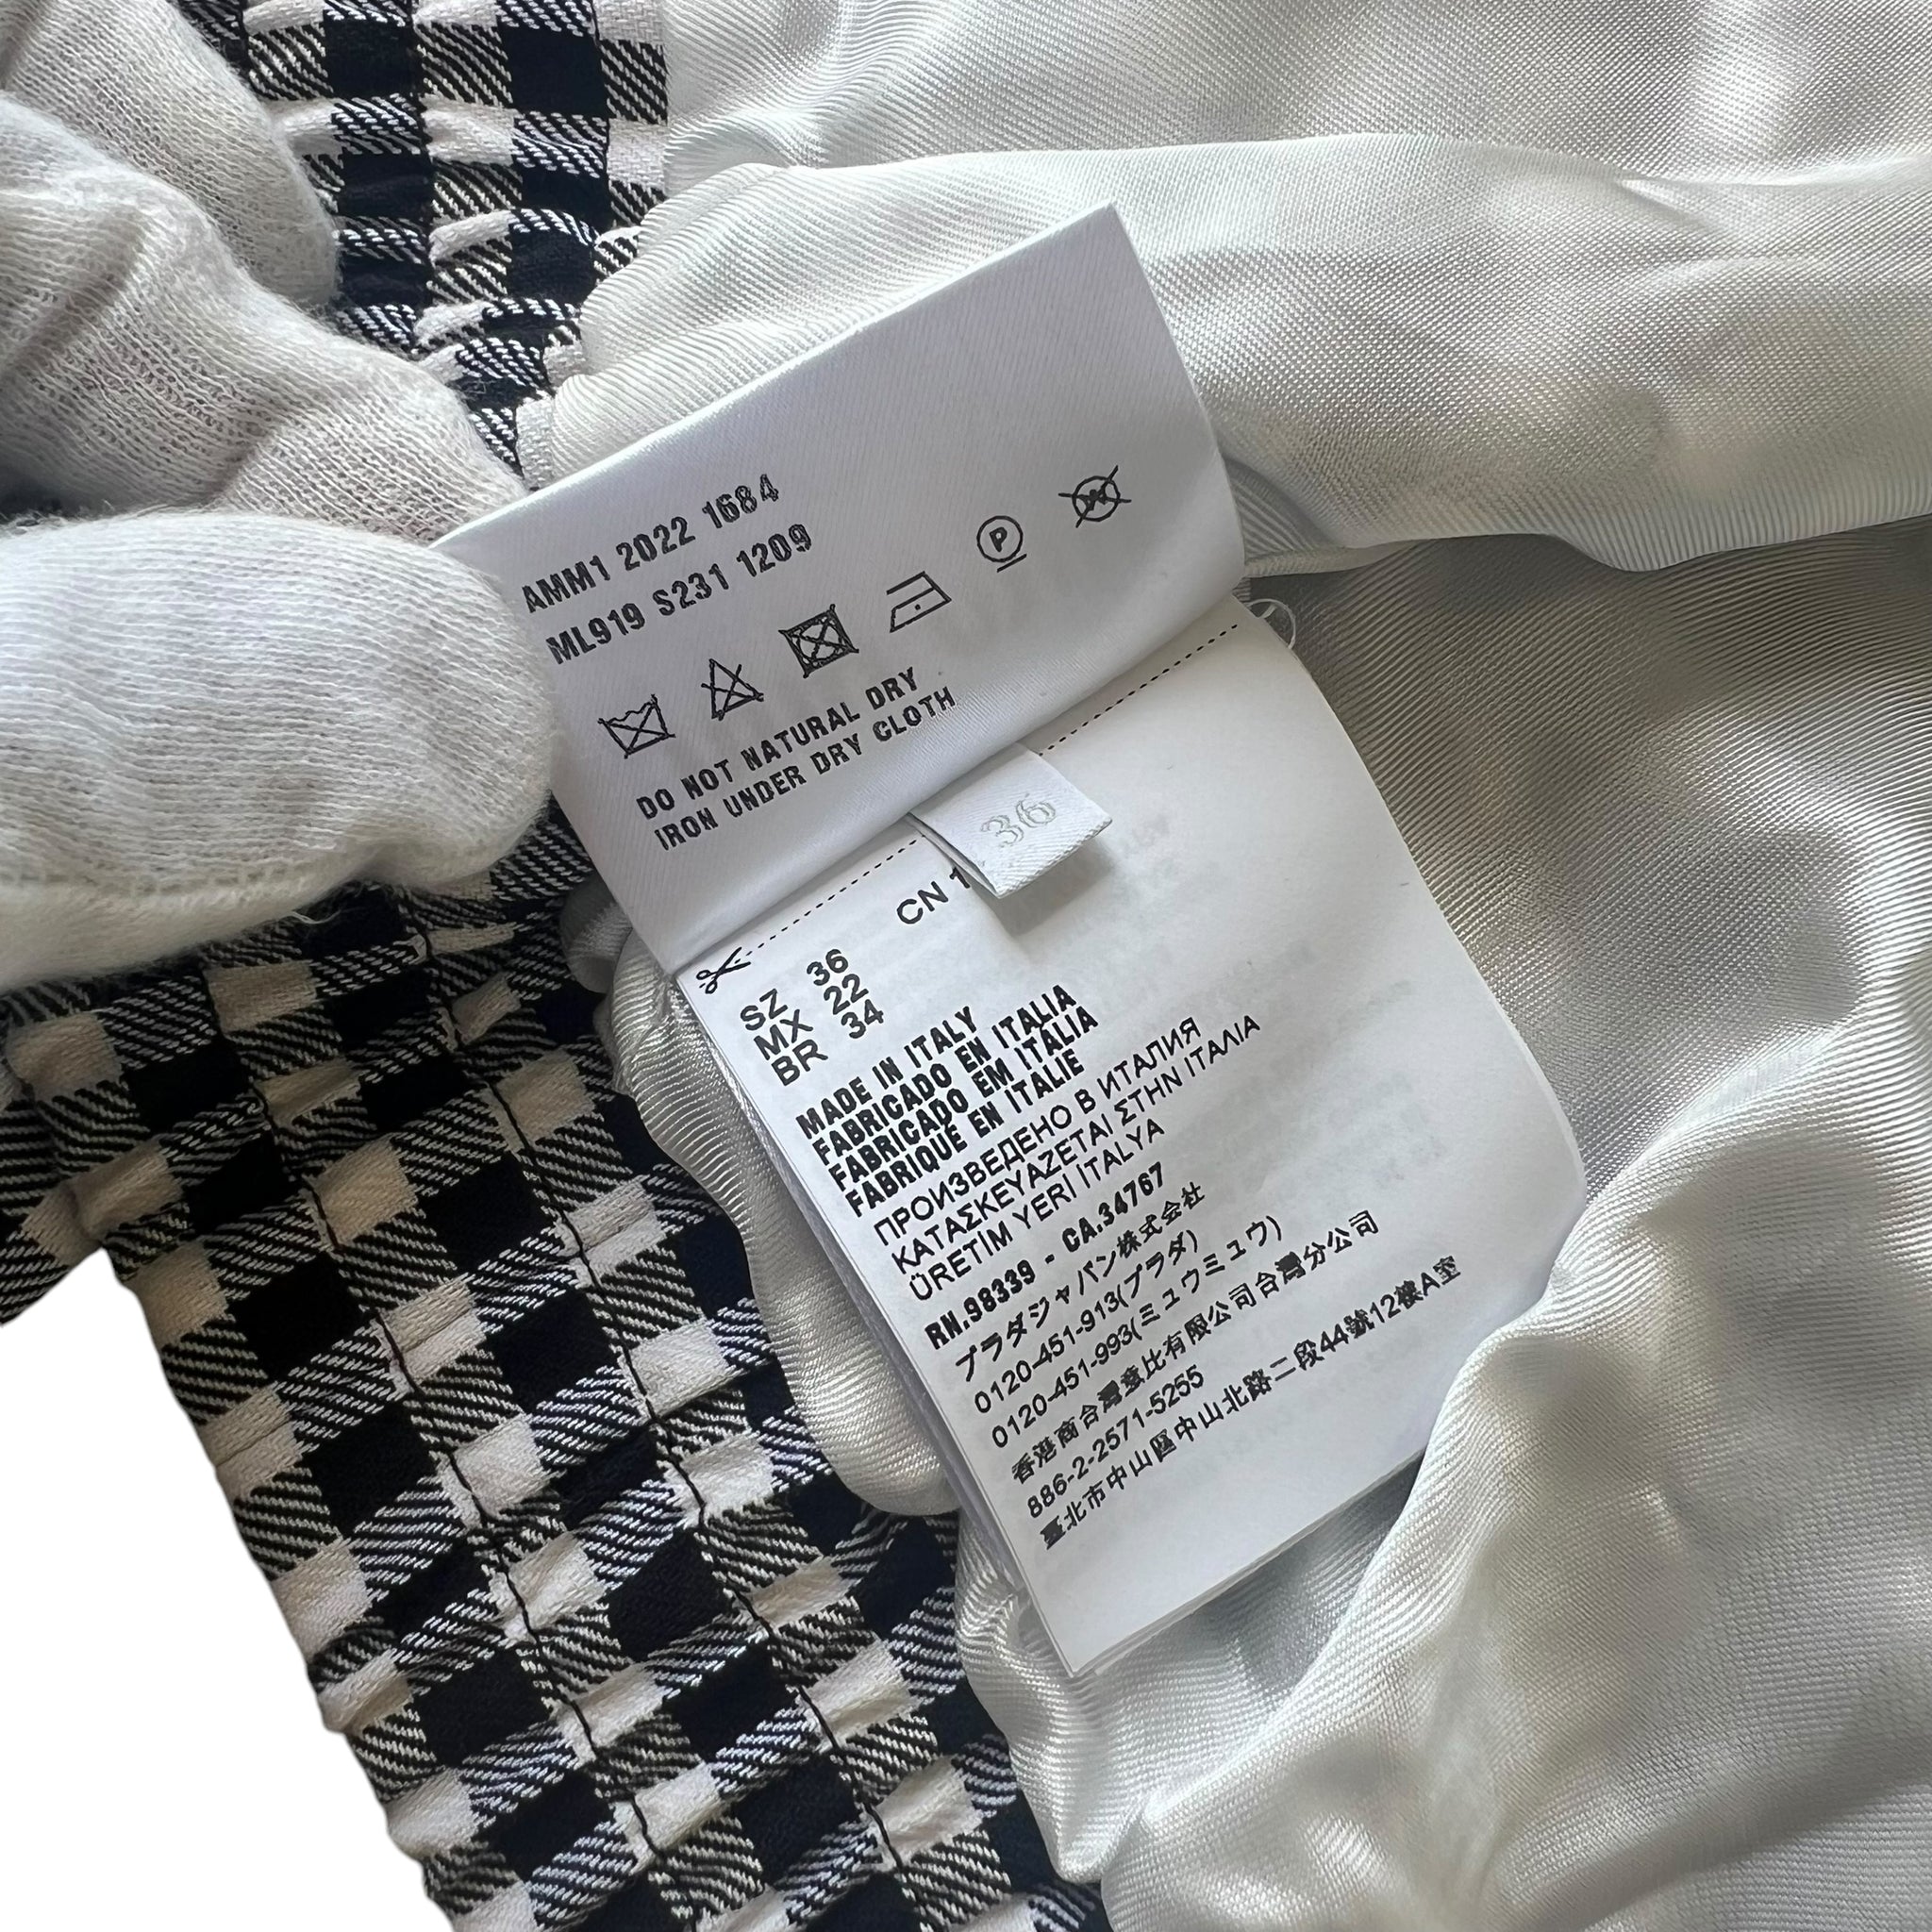 AMM1 2022 1684
ML919 S231 1209
P
DO NOT NATURAL DRY
IRON UNDER DRY CLOTH
36
CN 1
SZ 36
MX 22
BR 34
MADE IN ITALY
FABRICADO EN ITALIA
FABRICADO EM ITÁLIA
FABRIQUÉ EN ITALIE
ПРОИЗВЕДЕНО В ИТАЛИЯ
ΚΑΤΑΣΚΕΥΑΖΕΤΑΙ ΣΤΗΝ ΙΤΑΛΙΑ
ÜRETİM YERİ İTALYA
RN.98339 - CA.34767
プラダジャパン株式会社
0120-451-913(プラダ)
0120-451-993(ミュウミュウ)
香港商台灣意比有限公司台灣分公司
886-2-2571-5255
臺北市中山區中山北路二段44號12樓A室